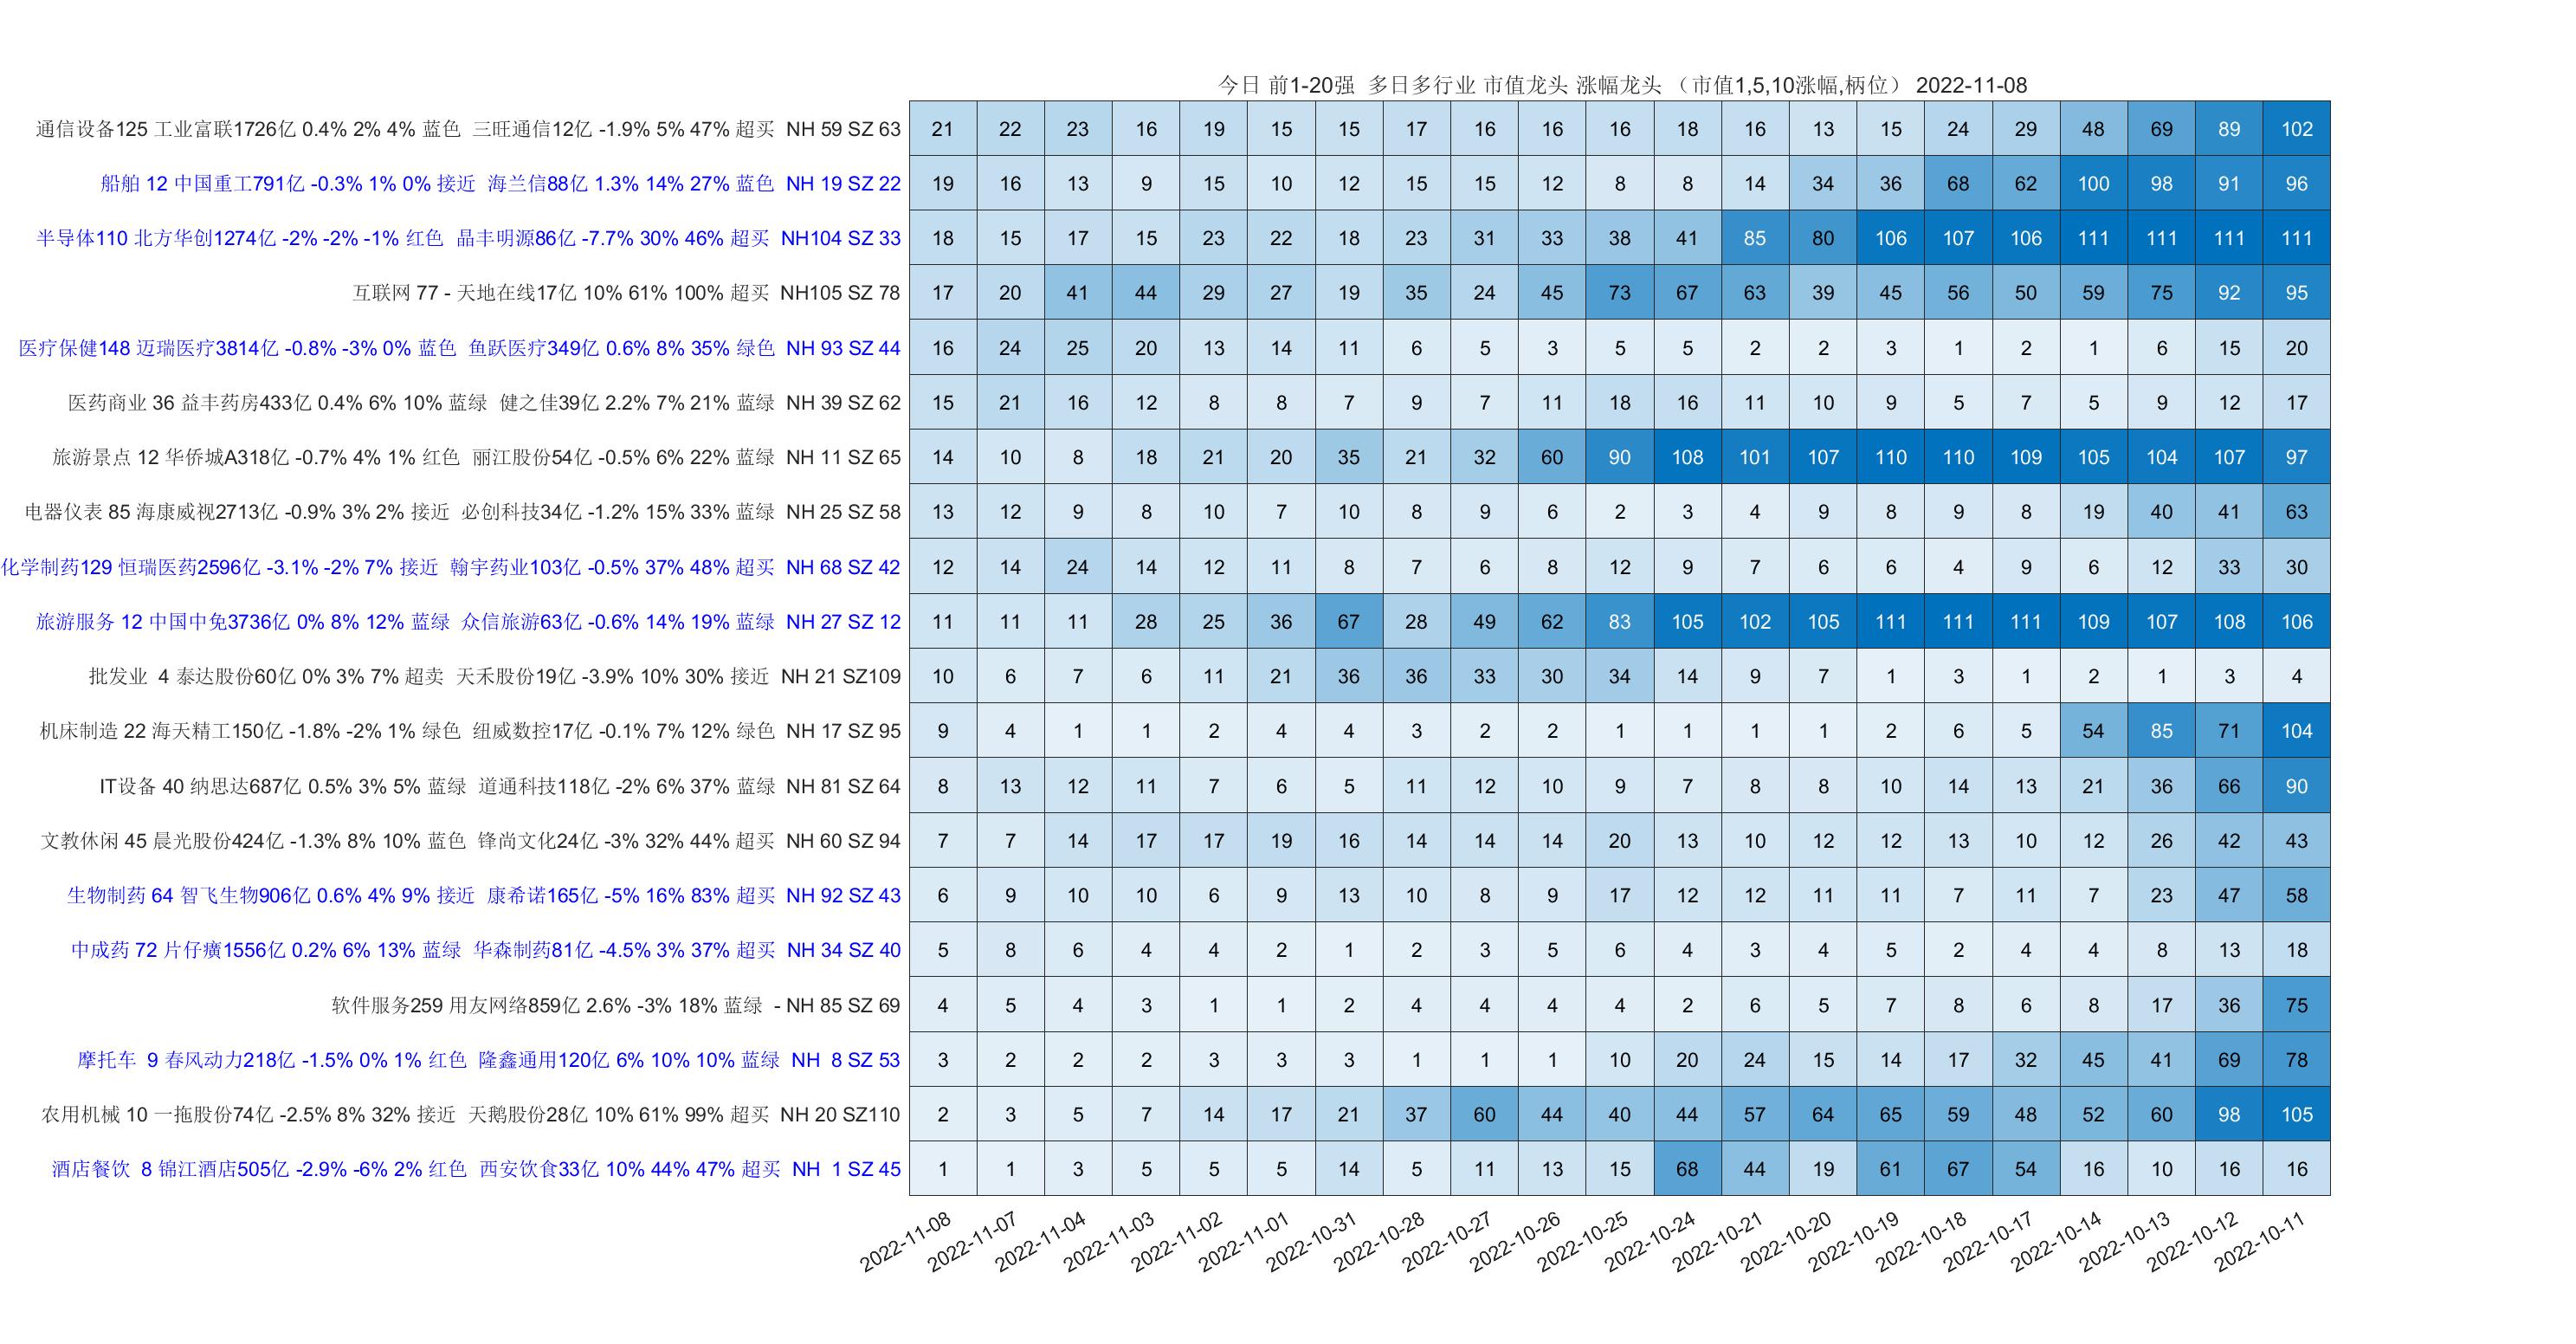 今日 前1-20强 多日多行业 市值龙头 涨幅龙头 （市值1,5,10涨幅,柄位） 2022-11-08
通信设备125 工业富联1726亿 0.4% 2% 4% 蓝色 三旺通信12亿 -1.9% 5% 47% 超买 NH 59 SZ 63 21 22 23 16 19 15 15 17 16 16 16 18 16 13 15 24 29 48 69 89 102
船舶 12 中国重工791亿 -0.3% 1% 0% 接近 海兰信88亿 1.3% 14% 27% 蓝色 NH 19 SZ 22 19 16 13 9 15 10 12 15 15 12 8 8 14 34 36 68 62 100 98 91 96
半导体110 北方华创1274亿 -2% -2% -1% 红色 晶丰明源86亿 -7.7% 30% 46% 超买 NH104 SZ 33 18 15 17 15 23 22 18 23 31 33 38 41 85 80 106 107 106 111 111 111 111
互联网 77 - 天地在线17亿 10% 61% 100% 超买 NH105 SZ 78 17 20 41 44 29 27 19 35 24 45 73 67 63 39 45 56 50 59 75 92 95
医疗保健148 迈瑞医疗3814亿 -0.8% -3% 0% 蓝色 鱼跃医疗349亿 0.6% 8% 35% 绿色 NH 93 SZ 44 16 24 25 20 13 14 11 6 5 3 5 5 2 2 3 1 2 1 6 15 20
医药商业 36 益丰药房433亿 0.4% 6% 10% 蓝绿 健之佳39亿 2.2% 7% 21% 蓝绿 NH 39 SZ 62 15 21 16 12 8 8 7 9 7 11 18 16 11 10 9 5 7 5 9 12 17
旅游景点 12 华侨城A318亿 -0.7% 4% 1% 红色 丽江股份54亿 -0.5% 6% 22% 蓝绿 NH 11 SZ 65 14 10 8 18 21 20 35 21 32 60 90 108 101 107 110 110 109 105 104 107 97
电器仪表 85 海康威视2713亿 -0.9% 3% 2% 接近 必创科技34亿 -1.2% 15% 33% 蓝绿 NH 25 SZ 58 13 12 9 8 10 7 10 8 9 6 2 3 4 9 8 9 8 19 40 41 63
化学制药129 恒瑞医药2596亿 -3.1% -2% 7% 接近 翰宇药业103亿 -0.5% 37% 48% 超买 NH 68 SZ 42 12 14 24 14 12 11 8 7 6 8 12 9 7 6 6 4 9 6 12 33 30
旅游服务 12 中国中免3736亿 0% 8% 12% 蓝绿 众信旅游63亿 -0.6% 14% 19% 蓝绿 NH 27 SZ 12 11 11 11 28 25 36 67 28 49 62 83 105 102 105 111 111 111 109 107 108 106
批发业 4 泰达股份60亿 0% 3% 7% 超卖 天禾股份19亿 -3.9% 10% 30% 接近 NH 21 SZ109 10 6 7 6 11 21 36 36 33 30 34 14 9 7 1 3 1 2 1 3 4
机床制造 22 海天精工150亿 -1.8% -2% 1% 绿色 纽威数控17亿 -0.1% 7% 12% 绿色 NH 17 SZ 95 9 4 1 1 2 4 4 3 2 2 1 1 1 1 2 6 5 54 85 71 104
IT设备 40 纳思达687亿 0.5% 3% 5% 蓝绿 道通科技118亿 -2% 6% 37% 蓝绿 NH 81 SZ 64 8 13 12 11 7 6 5 11 12 10 9 7 8 8 10 14 13 21 36 66 90
文教休闲 45 晨光股份424亿 -1.3% 8% 10% 蓝色 锋尚文化24亿 -3% 32% 44% 超买 NH 60 SZ 94 7 7 14 17 17 19 16 14 14 14 20 13 10 12 12 13 10 12 26 42 43
生物制药 64 智飞生物906亿 0.6% 4% 9% 接近 康希诺165亿 -5% 16% 83% 超买 NH 92 SZ 43 6 9 10 10 6 9 13 10 8 9 17 12 12 11 11 7 11 7 23 47 58
中成药 72 片仔癀1556亿 0.2% 6% 13% 蓝绿 华森制药81亿 -4.5% 3% 37% 超买 NH 34 SZ 40 5 8 6 4 4 2 1 2 3 5 6 4 3 4 5 2 4 4 8 13 18
软件服务259 用友网络859亿 2.6% -3% 18% 蓝绿 - NH 85 SZ 69 4 5 4 3 1 1 2 4 4 4 4 2 6 5 7 8 6 8 17 36 75
摩托车 9 春风动力218亿 -1.5% 0% 1% 红色 隆鑫通用120亿 6% 10% 10% 蓝绿 NH 8 SZ 53 3 2 2 2 3 3 3 1 1 1 10 20 24 15 14 17 32 45 41 69 78
农用机械 10 一拖股份74亿 -2.5% 8% 32% 接近 天鹅股份28亿 10% 61% 99% 超买 NH 20 SZ110 2 3 5 7 14 17 21 37 60 44 40 44 57 64 65 59 48 52 60 98 105
酒店餐饮 8 锦江酒店505亿 -2.9% -6% 2% 红色 西安饮食33亿 10% 44% 47% 超买 NH 1 SZ 45 1 1 3 5 5 5 14 5 11 13 15 68 44 19 61 67 54 16 10 16 16
2022-11-08 2022-11-07 2022-11-04 2022-11-03 2022-11-02 2022-11-01 2022-10-31 2022-10-28 2022-10-27 2022-10-26 2022-10-25 2022-10-24 2022-10-21 2022-10-20 2022-10-19 2022-10-18 2022-10-17 2022-10-14 2022-10-13 2022-10-12 2022-10-11